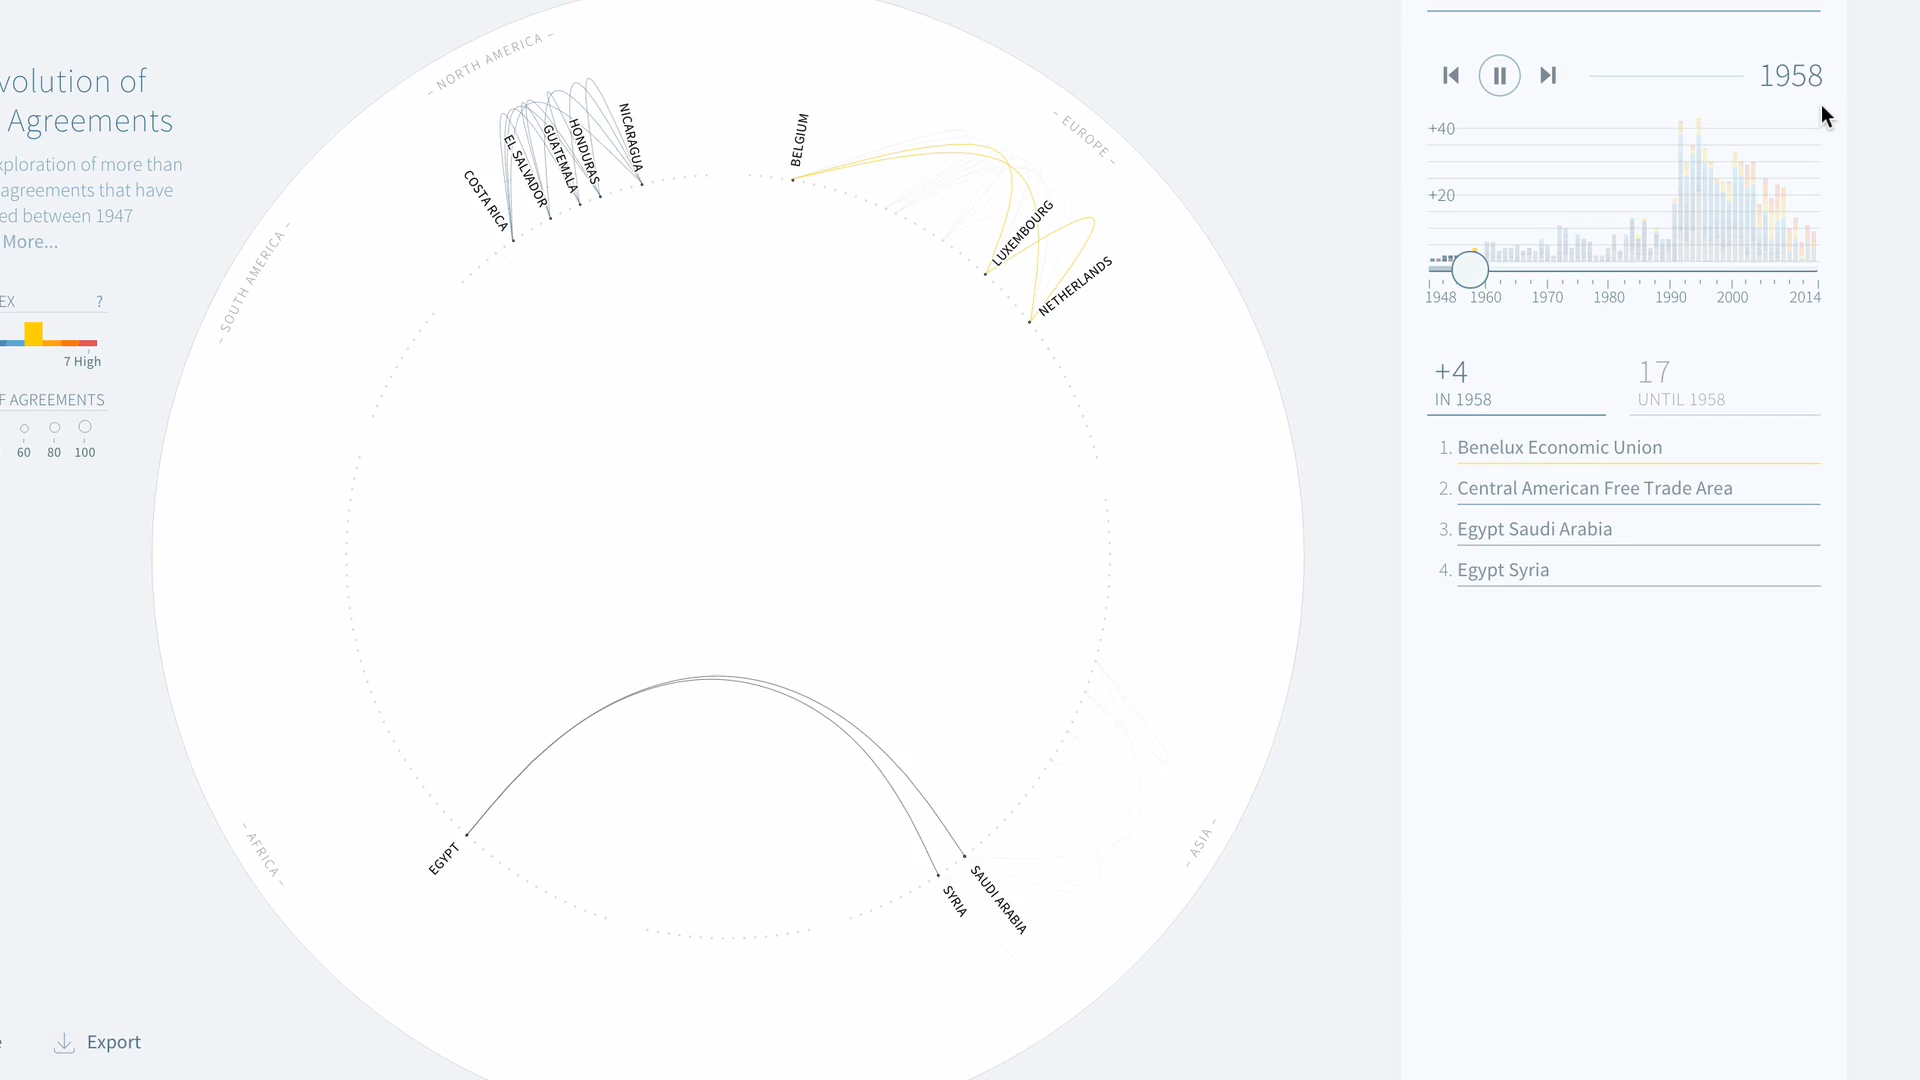 volution of
Agreements
xploration of more than
agreements that have
ed between 1947
More...
EX ?
7 High
F AGREEMENTS
60 80 100
e
Export
– NORTH AMERICA –
– EUROPE –
– SOUTH AMERICA –
– AFRICA –
– ASIA –
COSTA RICA
EL SALVADOR
GUATEMALA
HONDURAS
NICARAGUA
BELGIUM
LUXEMBOURG
NETHERLANDS
EGYPT
SYRIA
SAUDI ARABIA
1958
+40
+20
1948 1960 1970 1980 1990 2000 2014
+4
IN 1958
17
UNTIL 1958
1. Benelux Economic Union
2. Central American Free Trade Area
3. Egypt Saudi Arabia
4. Egypt Syria